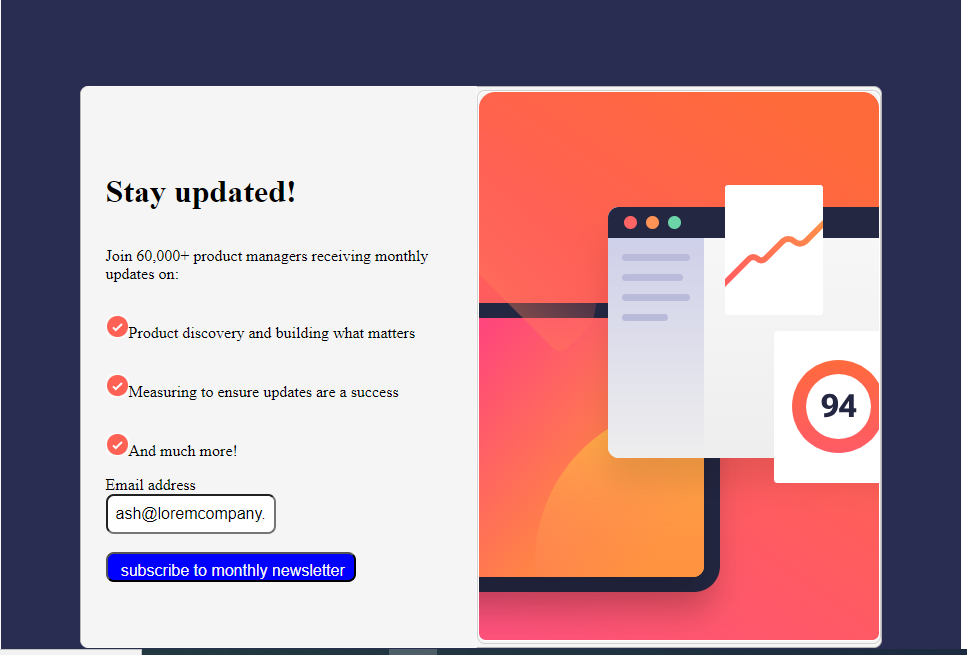 Stay updated!
Join 60,000+ product managers receiving monthly
updates on:
Product discovery and building what matters
Measuring to ensure updates are a success
And much more!
Email address
ash@loremcompany.
subscribe to monthly newsletter
94